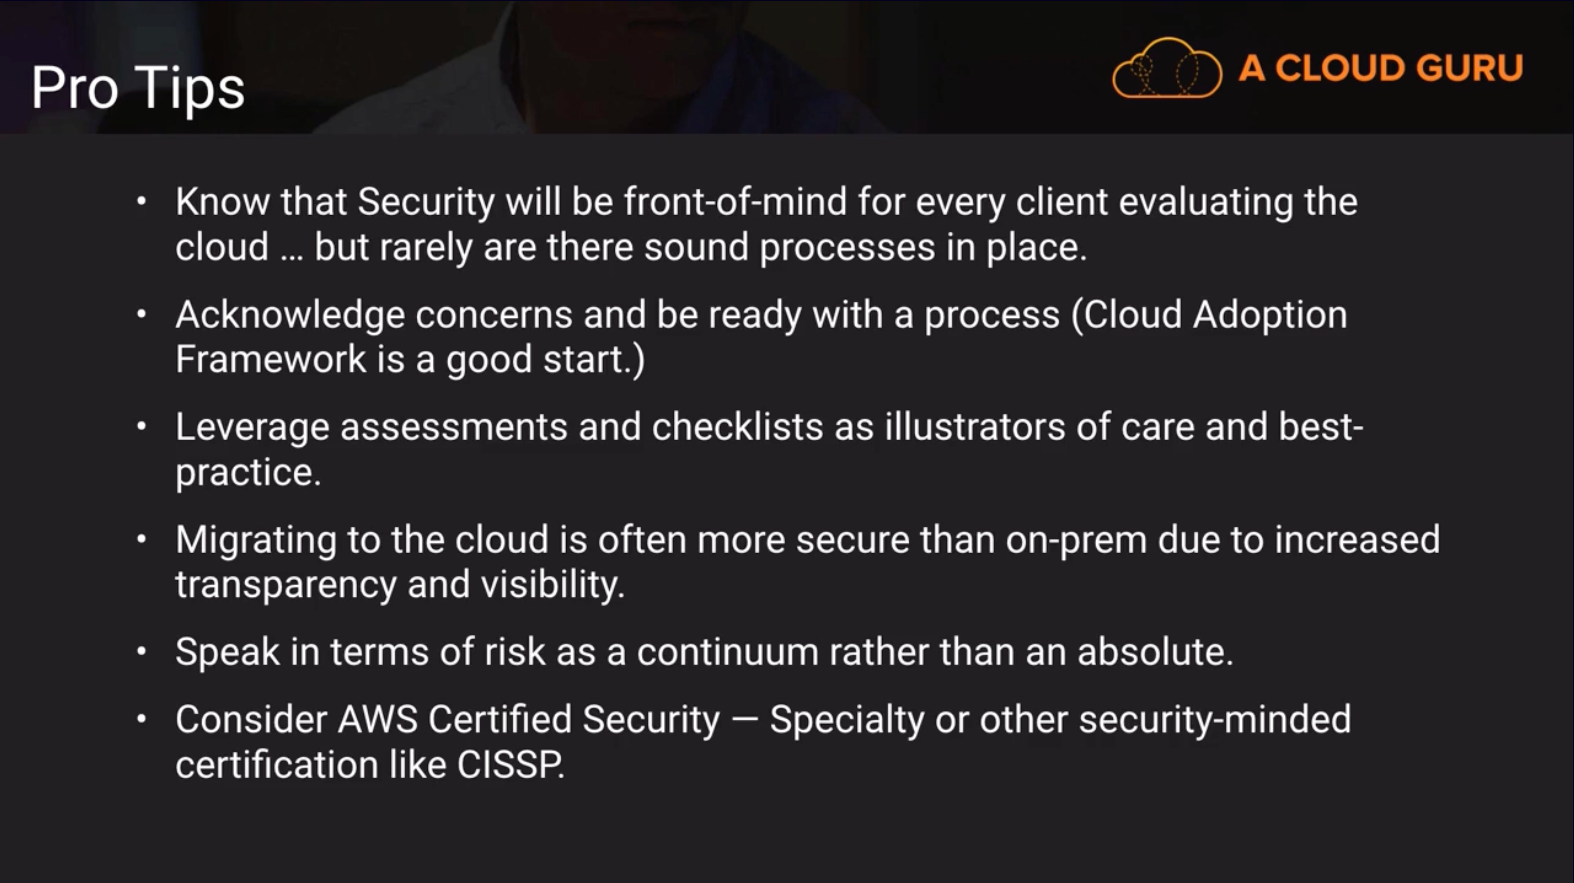 Pro Tips
A CLOUD GURU
• Know that Security will be front-of-mind for every client evaluating the
cloud ... but rarely are there sound processes in place.
• Acknowledge concerns and be ready with a process (Cloud Adoption
Framework is a good start.)
• Leverage assessments and checklists as illustrators of care and best-
practice.
• Migrating to the cloud is often more secure than on-prem due to increased
transparency and visibility.
• Speak in terms of risk as a continuum rather than an absolute.
• Consider AWS Certified Security — Specialty or other security-minded
certification like CISSP.